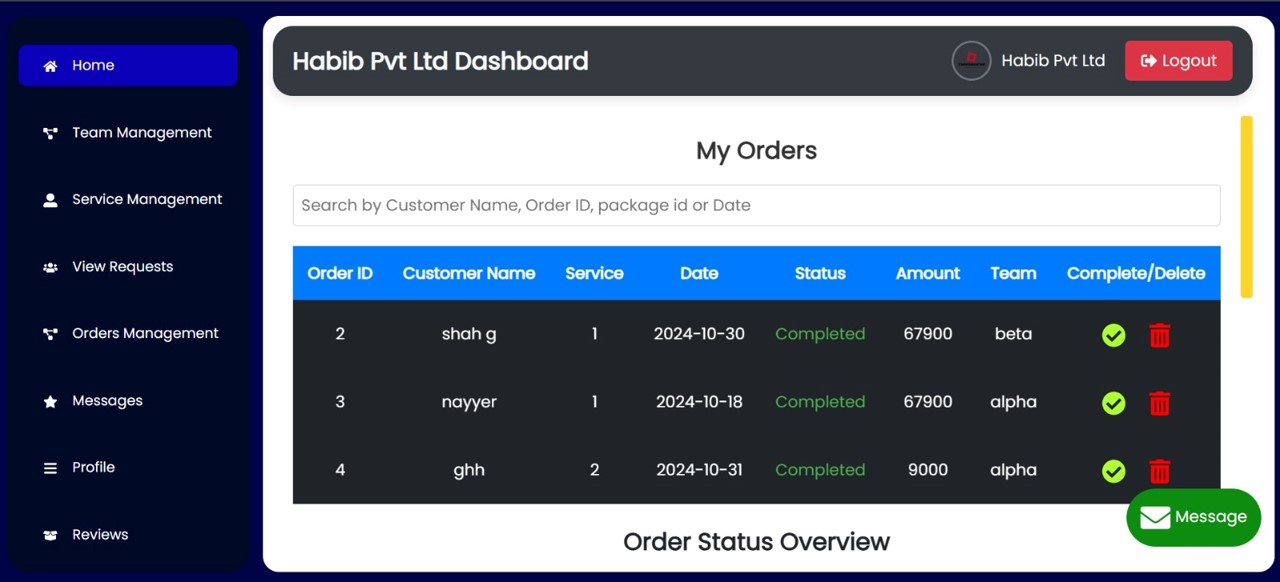 Home
Team Management
Service Management
View Requests
Orders Management
Messages
Profile
Reviews
Habib Pvt Ltd Dashboard
Habib Pvt Ltd
Logout
My Orders
Search by Customer Name, Order ID, package id or Date
Order ID Customer Name Service Date Status Amount Team Complete/Delete
2 shah g 1 2024-10-30 Completed 67900 beta
3 nayyer 1 2024-10-18 Completed 67900 alpha
4 ghh 2 2024-10-31 Completed 9000 alpha
Message
Order Status Overview